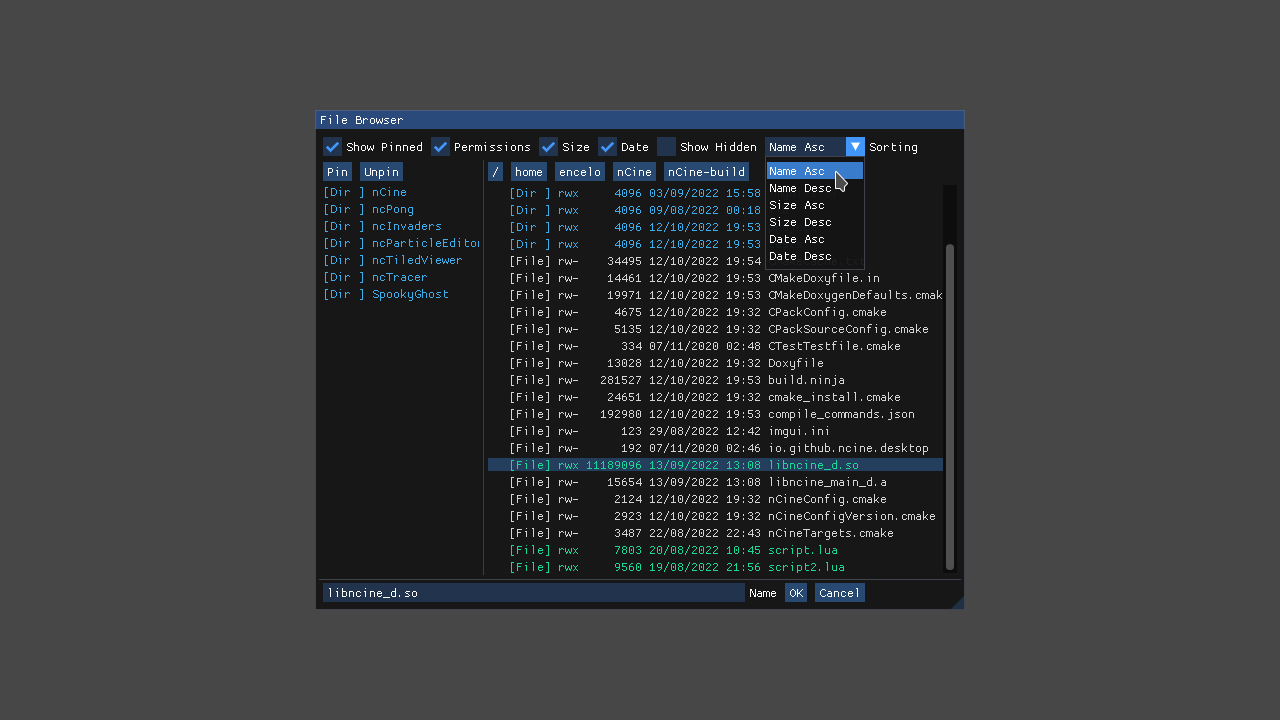 File Browser
Show Pinned Permissions Size Date Show Hidden Name Asc Sorting
Pin Unpin
[Dir ] nCine
[Dir ] ncPong
[Dir ] ncInvaders
[Dir ] ncParticleEditor
[Dir ] ncTiledViewer
[Dir ] ncTracer
[Dir ] SpookyGhost
/ home encelo nCine nCine-build
[Dir ] rwx 4096 03/09/2022 15:58
[Dir ] rwx 4096 09/08/2022 00:18
[Dir ] rwx 4096 12/10/2022 19:53
[Dir ] rwx 4096 12/10/2022 19:53
[File] rw- 34495 12/10/2022 19:54
[File] rw- 14461 12/10/2022 19:53 CMakeDoxyfile.in
[File] rw- 19971 12/10/2022 19:53 CMakeDoxygenDefaults.cmak
[File] rw- 4675 12/10/2022 19:32 CPackConfig.cmake
[File] rw- 5135 12/10/2022 19:32 CPackSourceConfig.cmake
[File] rw- 334 07/11/2020 02:48 CTestTestfile.cmake
[File] rw- 13028 12/10/2022 19:32 Doxyfile
[File] rw- 281527 12/10/2022 19:53 build.ninja
[File] rw- 24651 12/10/2022 19:32 cmake_install.cmake
[File] rw- 192980 12/10/2022 19:53 compile_commands.json
[File] rw- 123 29/08/2022 12:42 imgui.ini
[File] rw- 192 07/11/2020 02:46 io.github.ncine.desktop
[File] rwx 11189096 13/09/2022 13:08 libncine_d.so
[File] rw- 15654 13/09/2022 13:08 libncine_main_d.a
[File] rw- 2124 12/10/2022 19:32 nCineConfig.cmake
[File] rw- 2923 12/10/2022 19:32 nCineConfigVersion.cmake
[File] rw- 3487 22/08/2022 22:43 nCineTargets.cmake
[File] rwx 7803 20/08/2022 10:45 script.lua
[File] rwx 9560 19/08/2022 21:56 script2.lua
Name Asc
Name Desc
Size Asc
Size Desc
Date Asc
Date Desc
libncine_d.so Name OK Cancel